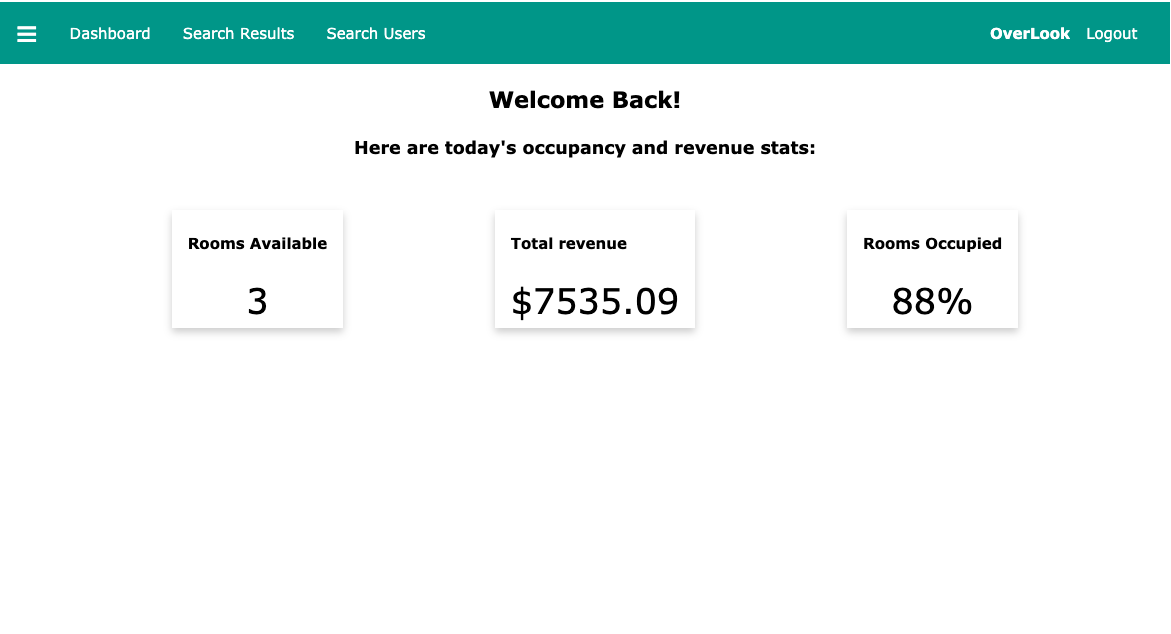 Dashboard Search Results Search Users OverLook Logout
Welcome Back!
Here are today's occupancy and revenue stats:
Rooms Available Total revenue Rooms Occupied
3 $7535.09 88%